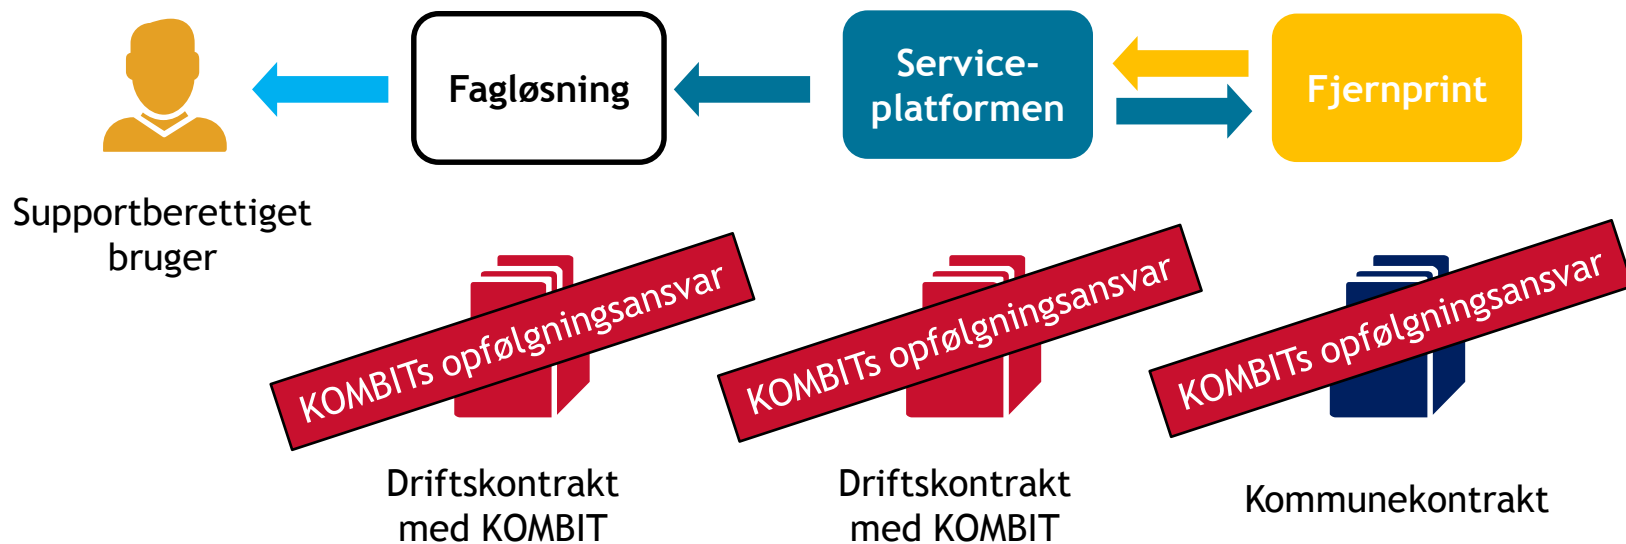 Fagløsning
Service-
platformen
Fjernprint
Supportberettiget
bruger
KOMBITs opfølgningsansvar
KOMBITs opfølgningsansvar
KOMBITs opfølgningsansvar
Driftskontrakt
med KOMBIT
Driftskontrakt
med KOMBIT
Kommunekontrakt